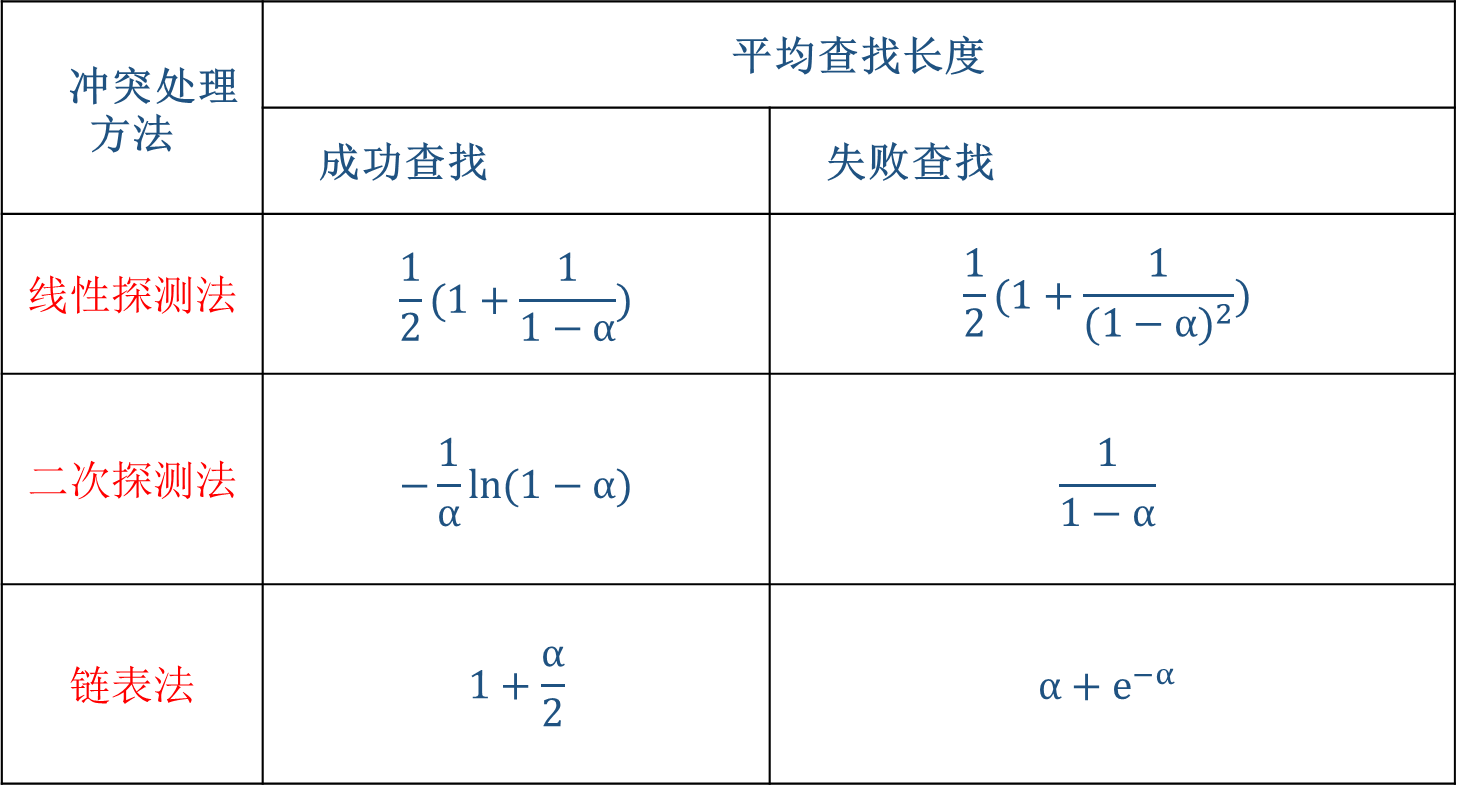 冲突处理
方法
平均查找长度
成功查找
失败查找
线性探测法
1/2(1 + 1/(1 − α))
1/2(1 + 1/(1 − α)²)
二次探测法
−1/α ln(1 − α)
1/(1 − α)
链表法
1 + α/2
α + e^(−α)